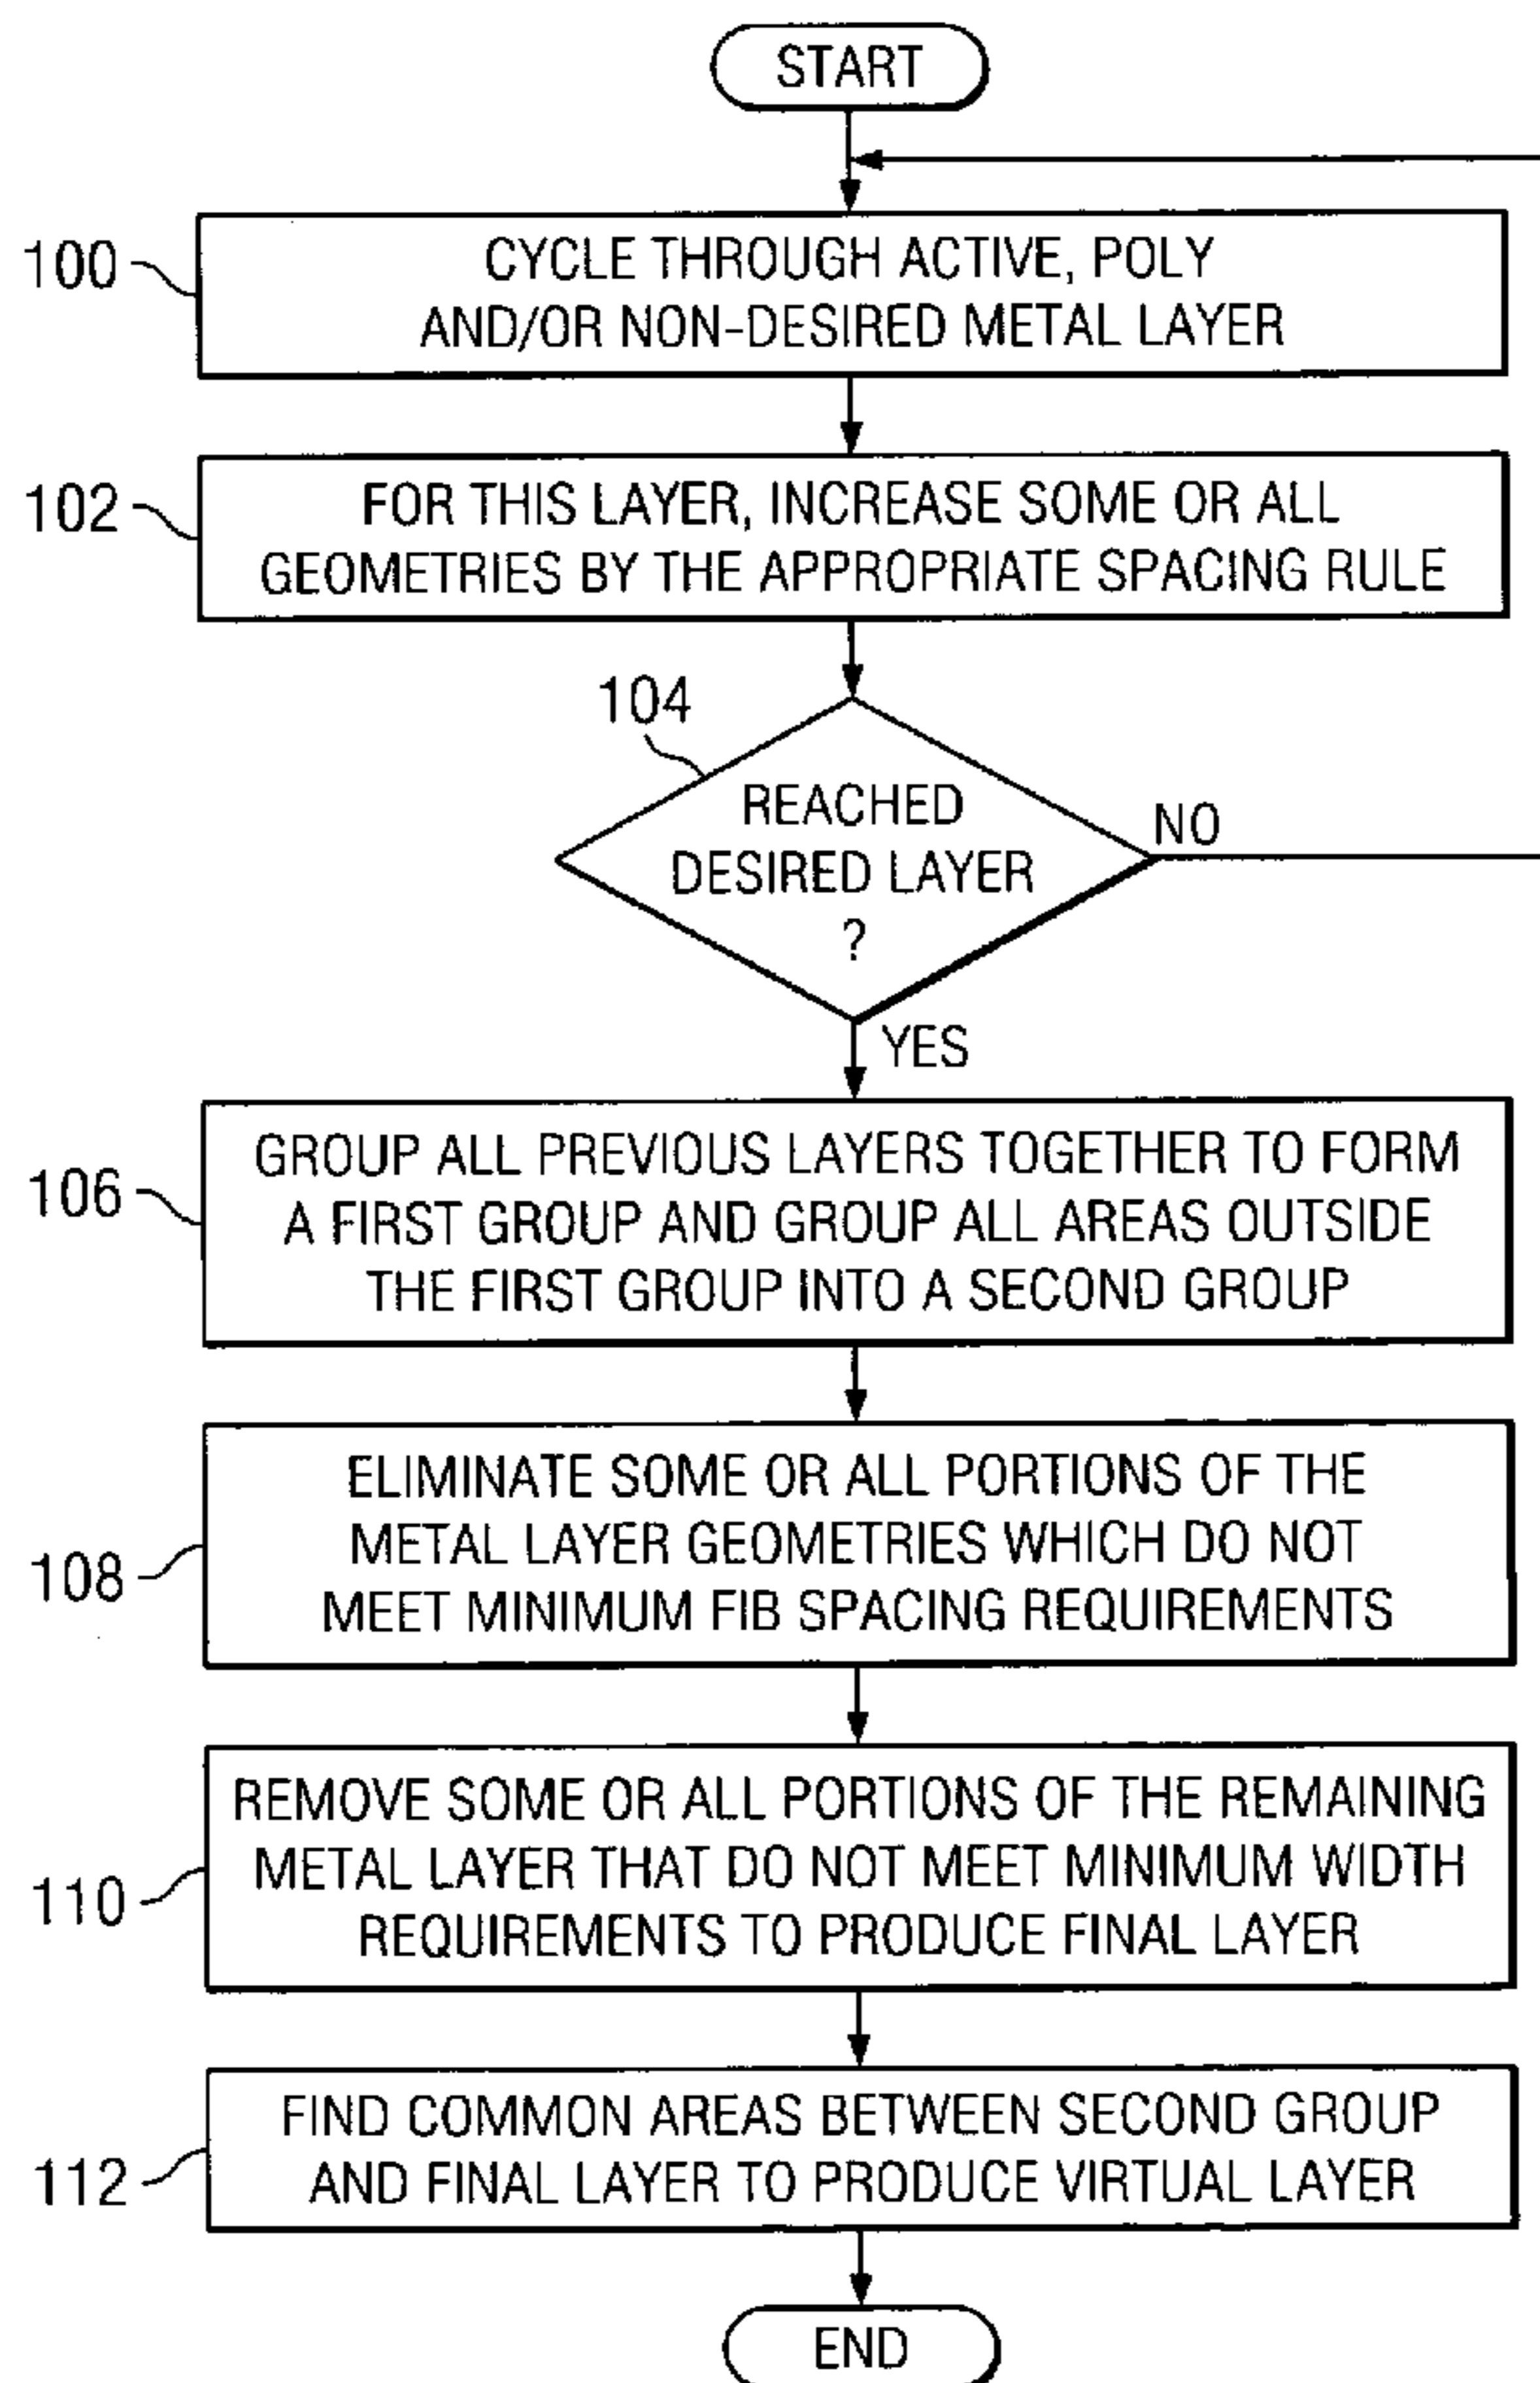 START
100
CYCLE THROUGH ACTIVE, POLY
AND/OR NON-DESIRED METAL LAYER
102
FOR THIS LAYER, INCREASE SOME OR ALL
GEOMETRIES BY THE APPROPRIATE SPACING RULE
104
REACHED
DESIRED LAYER
?
NO
YES
106
GROUP ALL PREVIOUS LAYERS TOGETHER TO FORM
A FIRST GROUP AND GROUP ALL AREAS OUTSIDE
THE FIRST GROUP INTO A SECOND GROUP
108
ELIMINATE SOME OR ALL PORTIONS OF THE
METAL LAYER GEOMETRIES WHICH DO NOT
MEET MINIMUM FIB SPACING REQUIREMENTS
110
REMOVE SOME OR ALL PORTIONS OF THE REMAINING
METAL LAYER THAT DO NOT MEET MINIMUM WIDTH
REQUIREMENTS TO PRODUCE FINAL LAYER
112
FIND COMMON AREAS BETWEEN SECOND GROUP
AND FINAL LAYER TO PRODUCE VIRTUAL LAYER
END